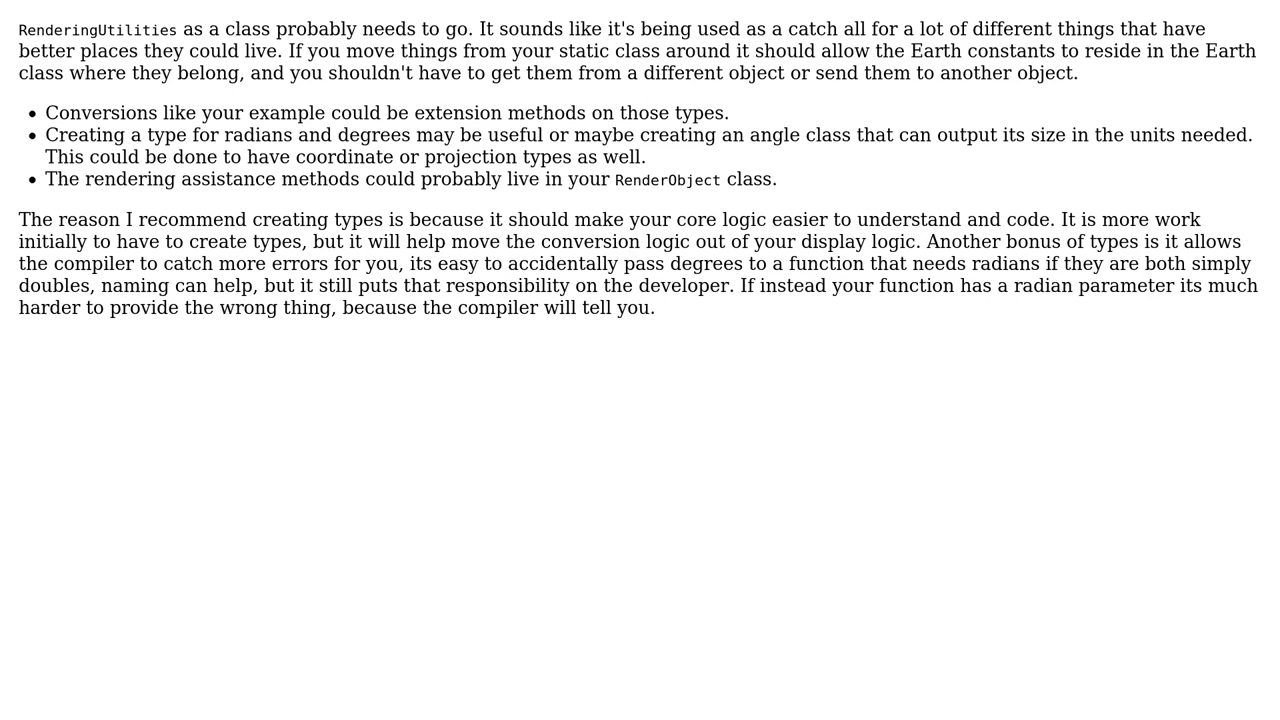 RenderingUtilities as a class probably needs to go. It sounds like it's being used as a catch all for a lot of different things that have
better places they could live. If you move things from your static class around it should allow the Earth constants to reside in the Earth
class where they belong, and you shouldn't have to get them from a different object or send them to another object.
• Conversions like your example could be extension methods on those types.
• Creating a type for radians and degrees may be useful or maybe creating an angle class that can output its size in the units needed.
This could be done to have coordinate or projection types as well.
• The rendering assistance methods could probably live in your RenderObject class.
The reason I recommend creating types is because it should make your core logic easier to understand and code. It is more work
initially to have to create types, but it will help move the conversion logic out of your display logic. Another bonus of types is it allows
the compiler to catch more errors for you, its easy to accidentally pass degrees to a function that needs radians if they are both simply
doubles, naming can help, but it still puts that responsibility on the developer. If instead your function has a radian parameter its much
harder to provide the wrong thing, because the compiler will tell you.